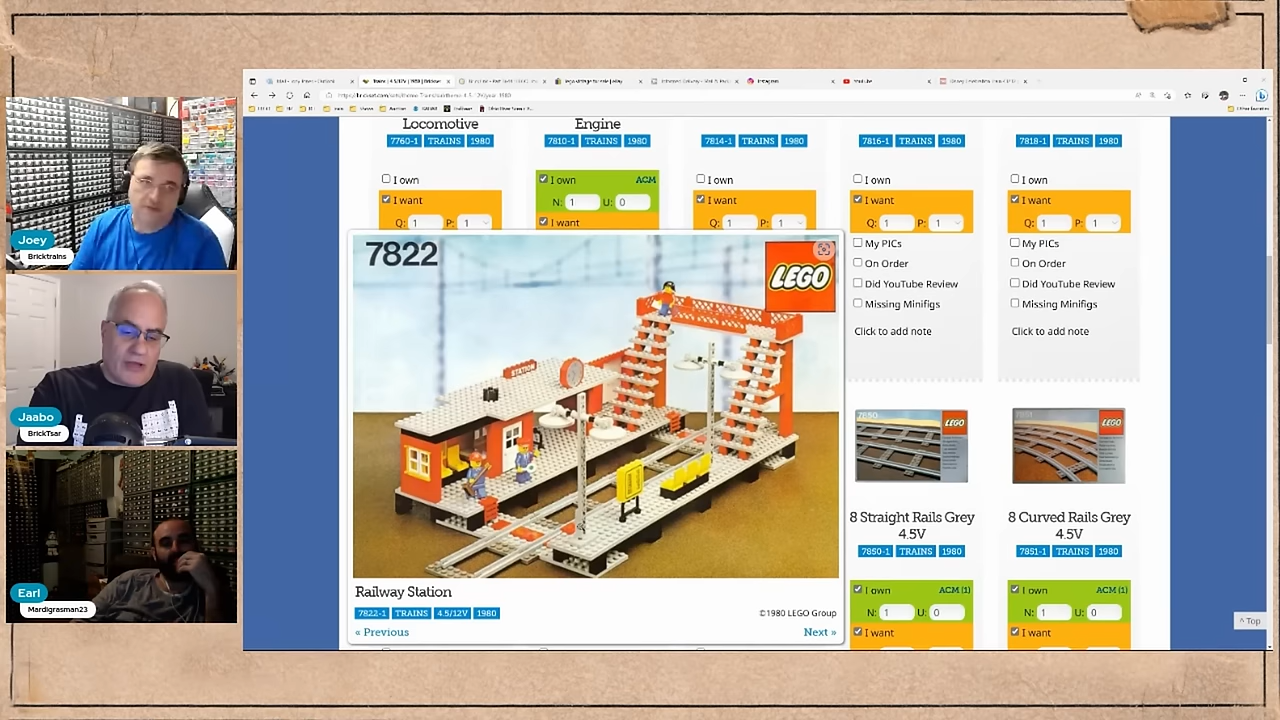 Joey
Bricktrains
Jaabo
BrickTsar
Earl
Mardigrasman23
Locomotive
7760-1 TRAINS 1980
I own
I want
Q: 1 P: 1
Engine
7810-1 TRAINS 1980
I own ACM
N: 1 U: 0
I want
7814-1 TRAINS 1980
I own
I want
Q: 1 P: 1
7816-1 TRAINS 1980
I own
I want
Q: 1 P: 1
My PICs
On Order
Did YouTube Review
Missing Minifigs
Click to add note
7818-1 TRAINS 1980
I own
I want
Q: 1 P: 1
My PICs
On Order
Did YouTube Review
Missing Minifigs
Click to add note
7822
LEGO
STATION
Railway Station
7822-1 TRAINS 4.5/12V 1980
©1980 LEGO Group
« Previous
Next »
7850
LEGO
8 Straight Rails Grey
4.5V
7850-1 TRAINS 1980
I own ACM (1)
N: 1 U: 0
I want
LEGO
8 Curved Rails Grey
4.5V
7851-1 TRAINS 1980
I own ACM (1)
N: 1 U: 0
I want
^ Top